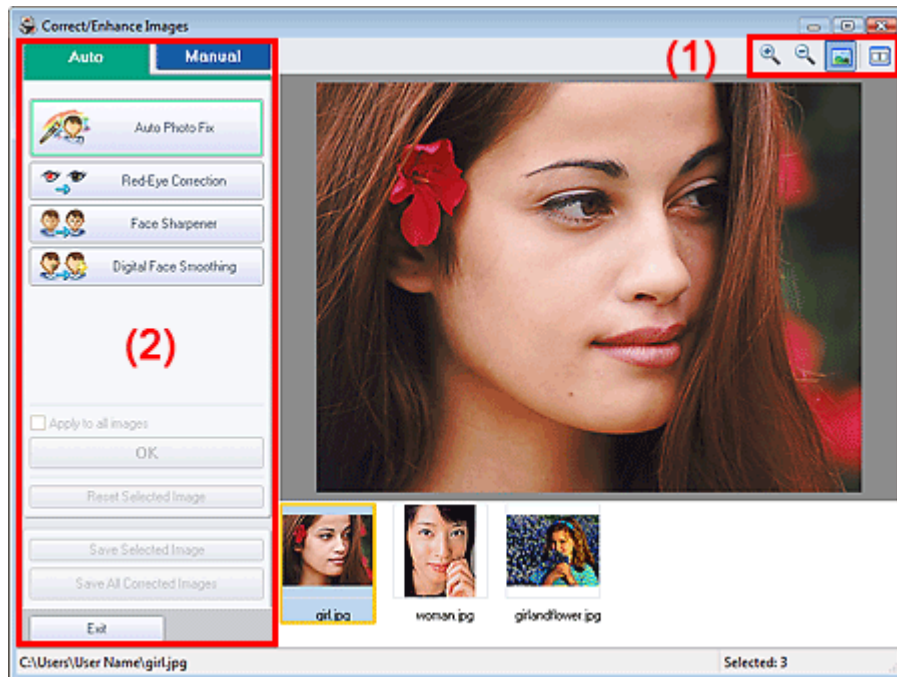 Correct/Enhance Images
Auto Manual
(1)
Auto Photo Fix
Red-Eye Correction
Face Sharpener
Digital Face Smoothing
(2)
Apply to all images
OK
Reset Selected Image
Save Selected Image
Save All Corrected Images
Exit
girl.jpg
woman.jpg
girlandflower.jpg
C:\Users\User Name\girl.jpg
Selected: 3